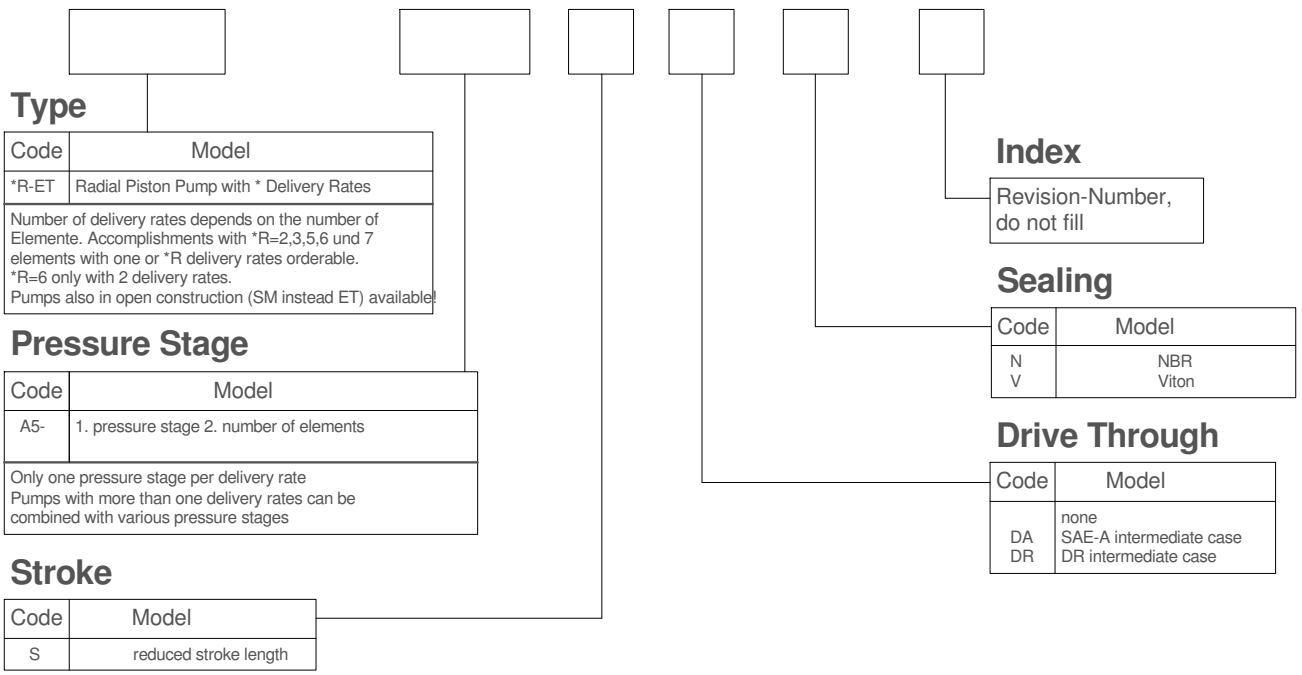 Type
Code Model
*R-ET Radial Piston Pump with * Delivery Rates
Number of delivery rates depends on the number of
Elemente. Accomplishments with *R=2,3,5,6 und 7
elements with one or *R delivery rates orderable.
*R=6 only with 2 delivery rates.
Pumps also in open construction (SM instead ET) available!
Pressure Stage
Code Model
A5- 1. pressure stage 2. number of elements
Only one pressure stage per delivery rate
Pumps with more than one delivery rates can be
combined with various pressure stages
Stroke
Code Model
S reduced stroke length
Index
Revision-Number,
do not fill
Sealing
Code Model
N NBR
V Viton
Drive Through
Code Model
none
DA SAE-A intermediate case
DR DR intermediate case